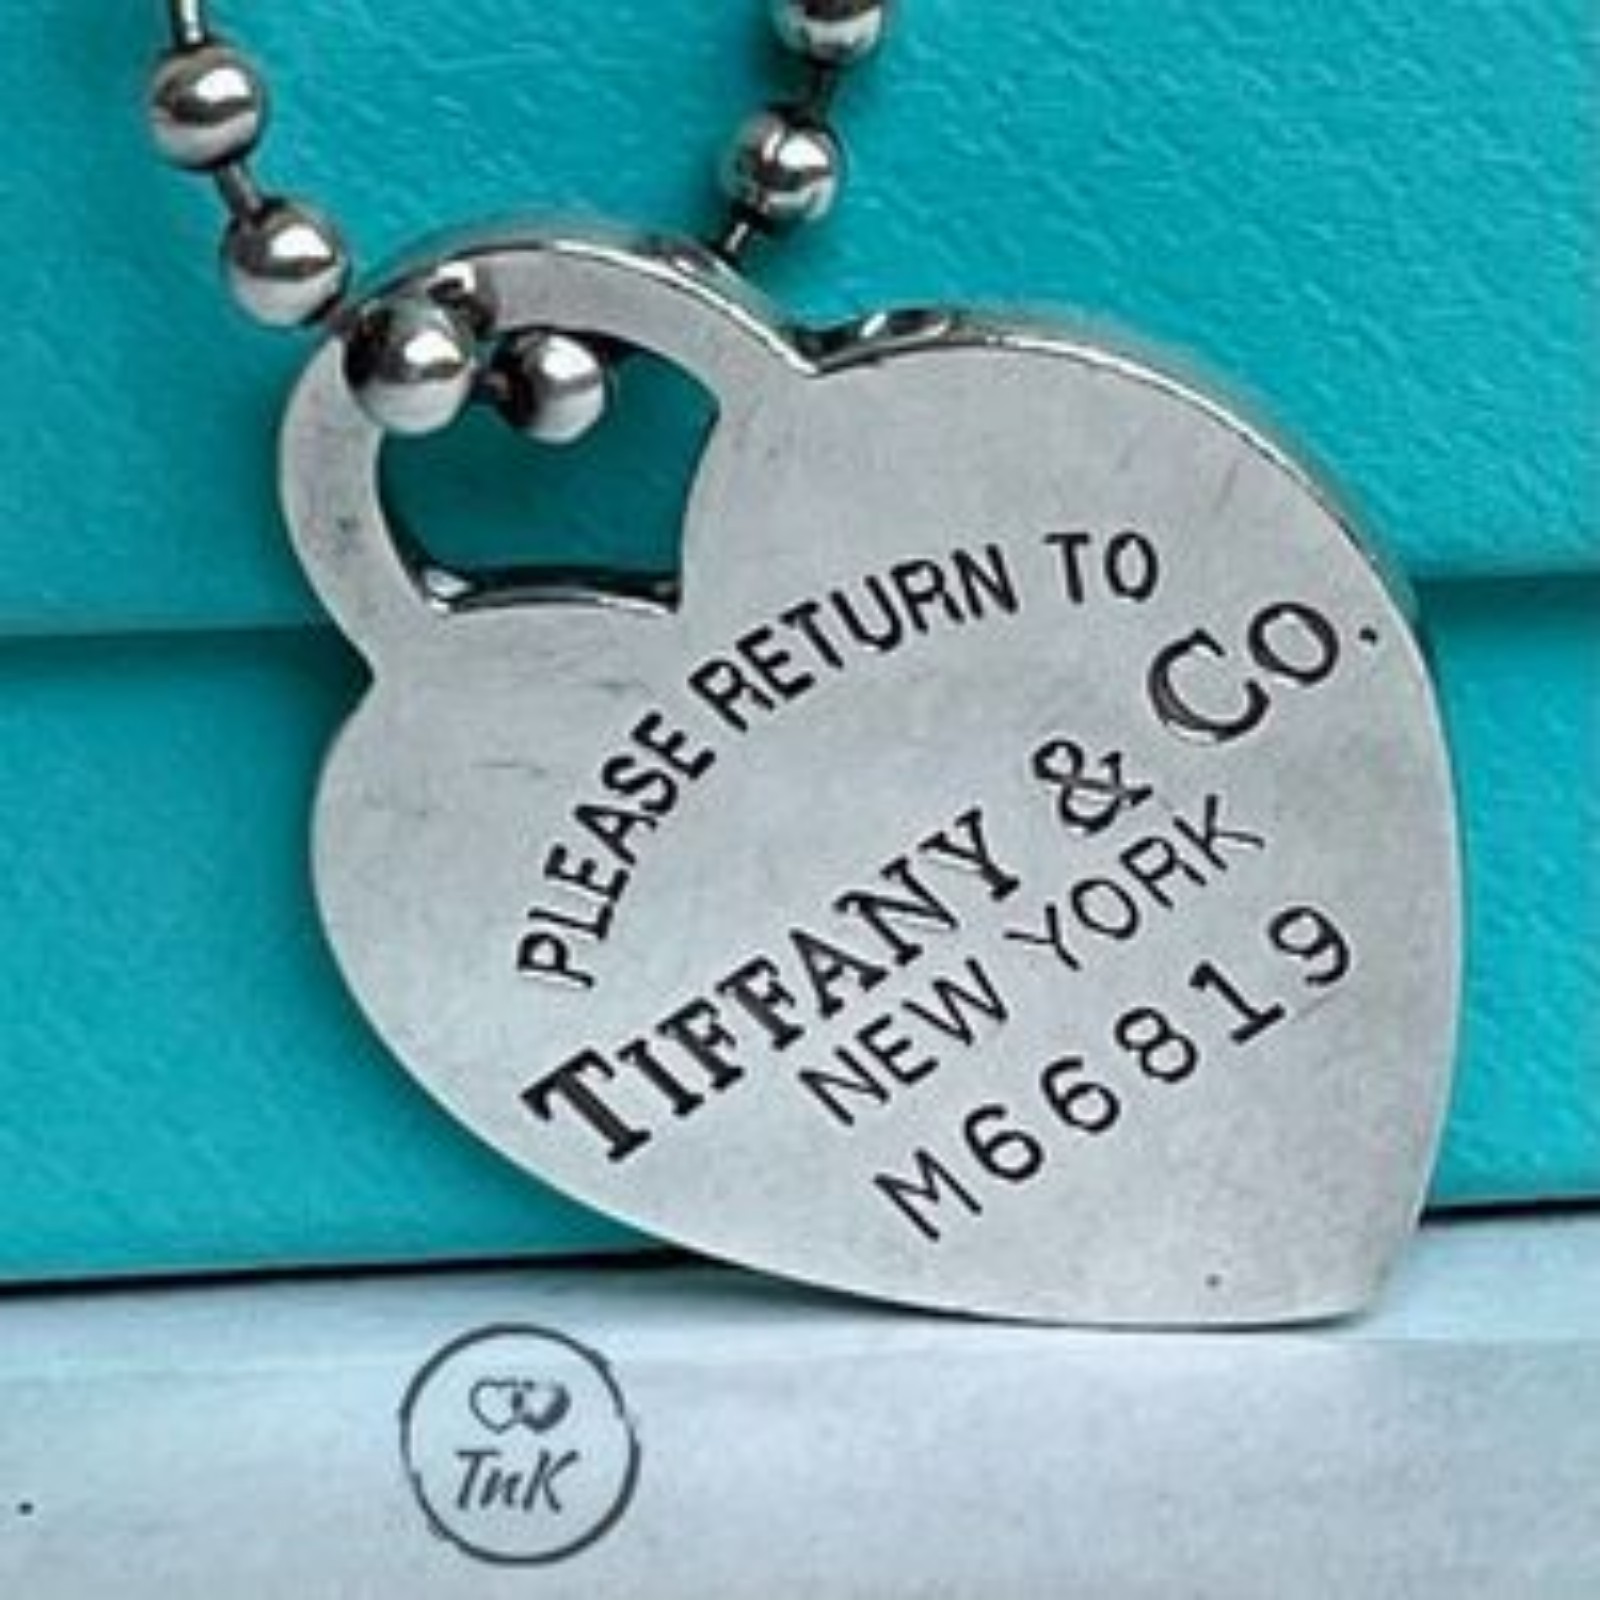 PLEASE RETURN TO
TIFFANY & CO.
NEW YORK
M66819
TnK